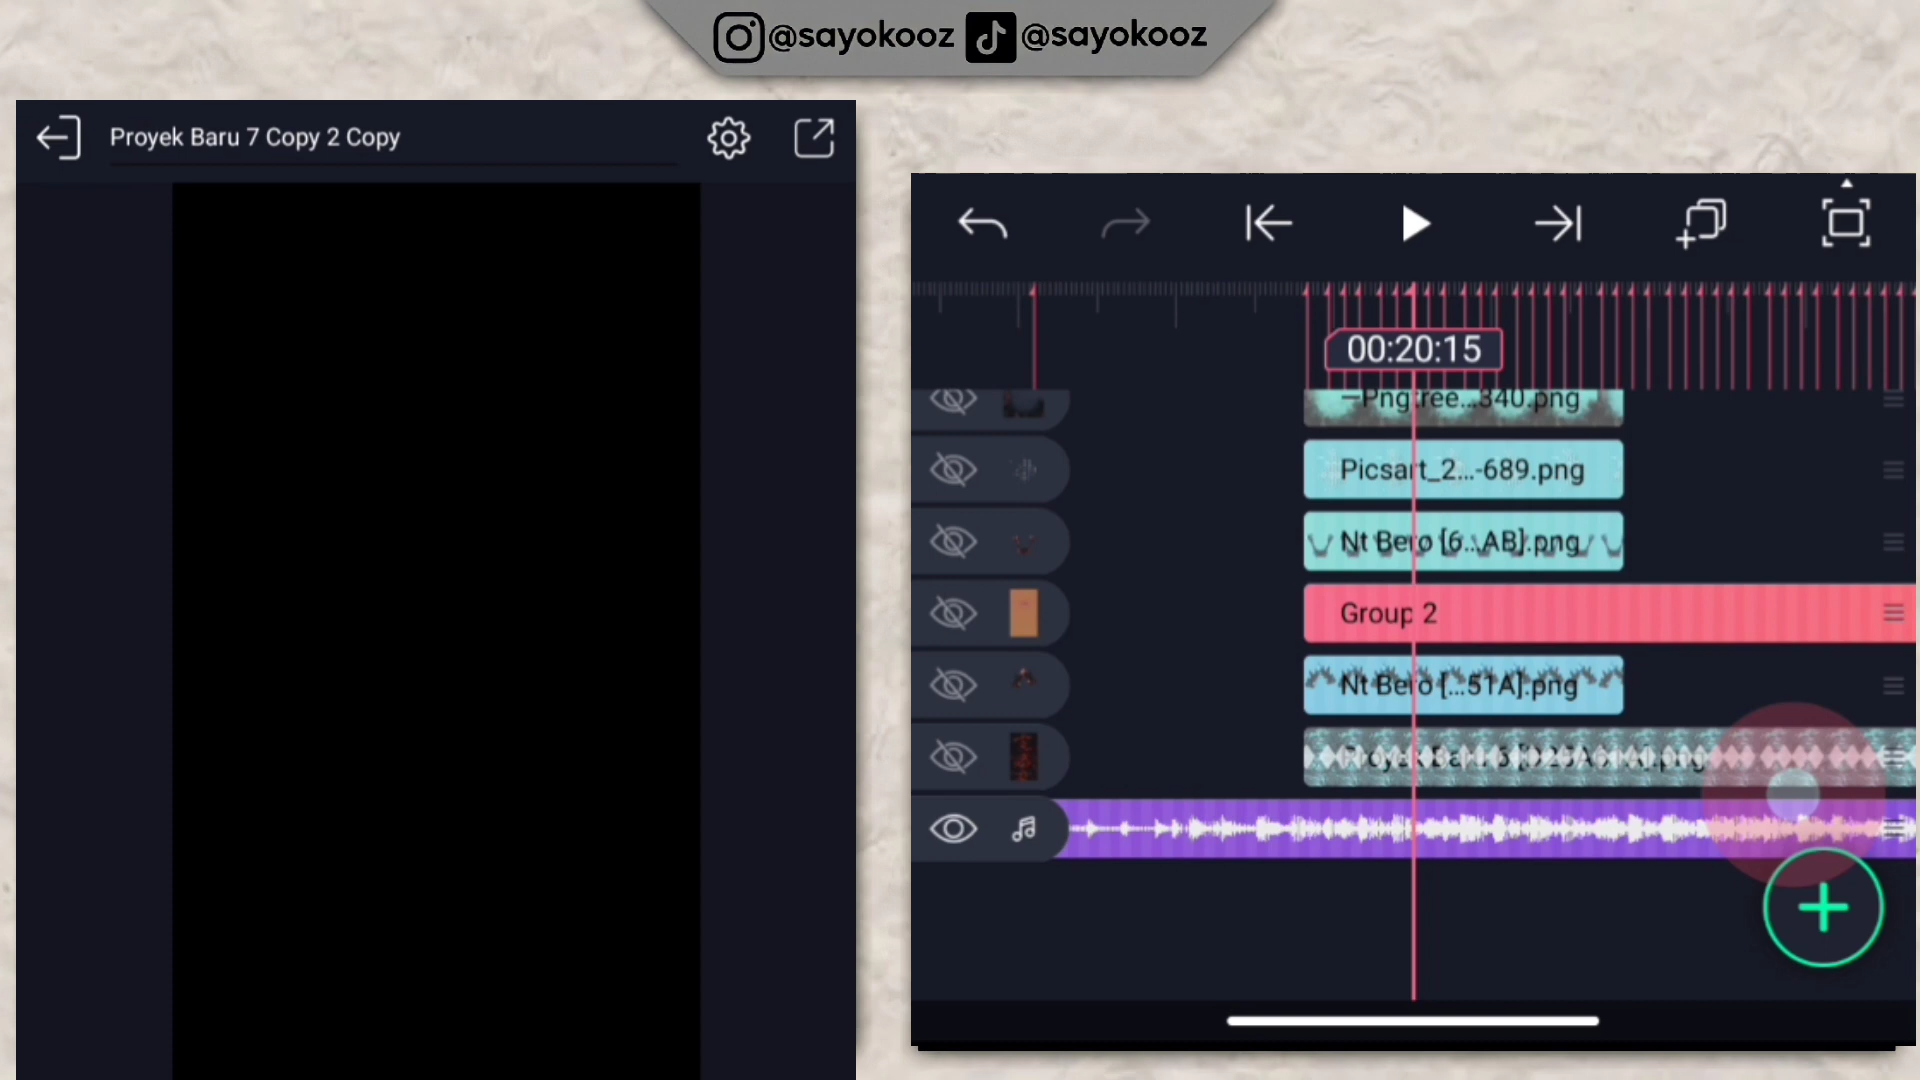 @sayokooz @sayokooz
Proyek Baru 7 Copy 2 Copy
00:20:15
—Pngtree...340.png
Picsart_2...-689.png
Nt Bero [6...AB].png
Group 2
Nt Bero [...51A].png